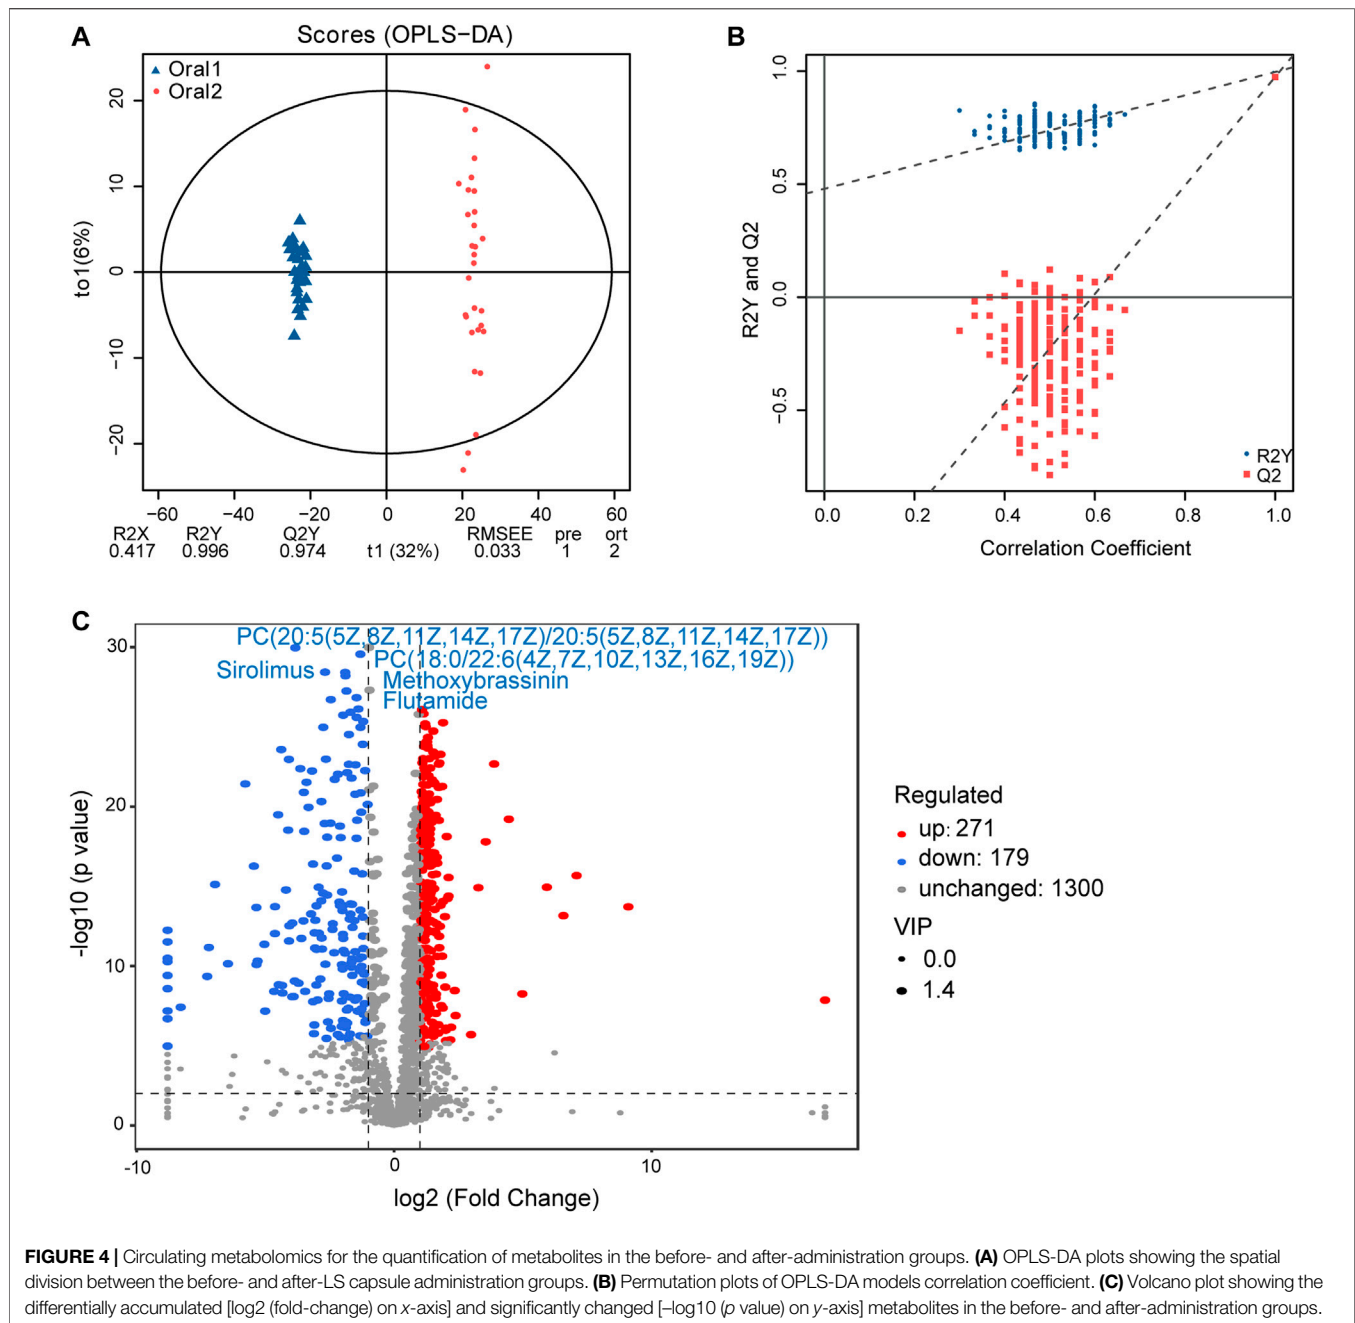 A
Scores (OPLS−DA)
Oral1
Oral2
to1(6%)
20
10
0
−10
−20
−60 −40 −20 0 20 40 60
R2X R2Y Q2Y RMSEE pre ort
0.417 0.996 0.974 t1 (32%) 0.033 1 2
B
R2Y and Q2
1.0
0.5
0.0
−0.5
R2Y
Q2
0.0 0.2 0.4 0.6 0.8 1.0
Correlation Coefficient
C
-log10 (p value)
30
20
10
0
PC(20:5(5Z,8Z,11Z,14Z,17Z)/20:5(5Z,8Z,11Z,14Z,17Z))
PC(18:0/22:6(4Z,7Z,10Z,13Z,16Z,19Z))
Sirolimus
Methoxybrassinin
Flutamide
-10 0 10
log2 (Fold Change)
Regulated
up: 271
down: 179
unchanged: 1300
VIP
0.0
1.4
FIGURE 4 | Circulating metabolomics for the quantification of metabolites in the before- and after-administration groups. (A) OPLS-DA plots showing the spatial
division between the before- and after-LS capsule administration groups. (B) Permutation plots of OPLS-DA models correlation coefficient. (C) Volcano plot showing the
differentially accumulated [log2 (fold-change) on x-axis] and significantly changed [–log10 (p value) on y-axis] metabolites in the before- and after-administration groups.